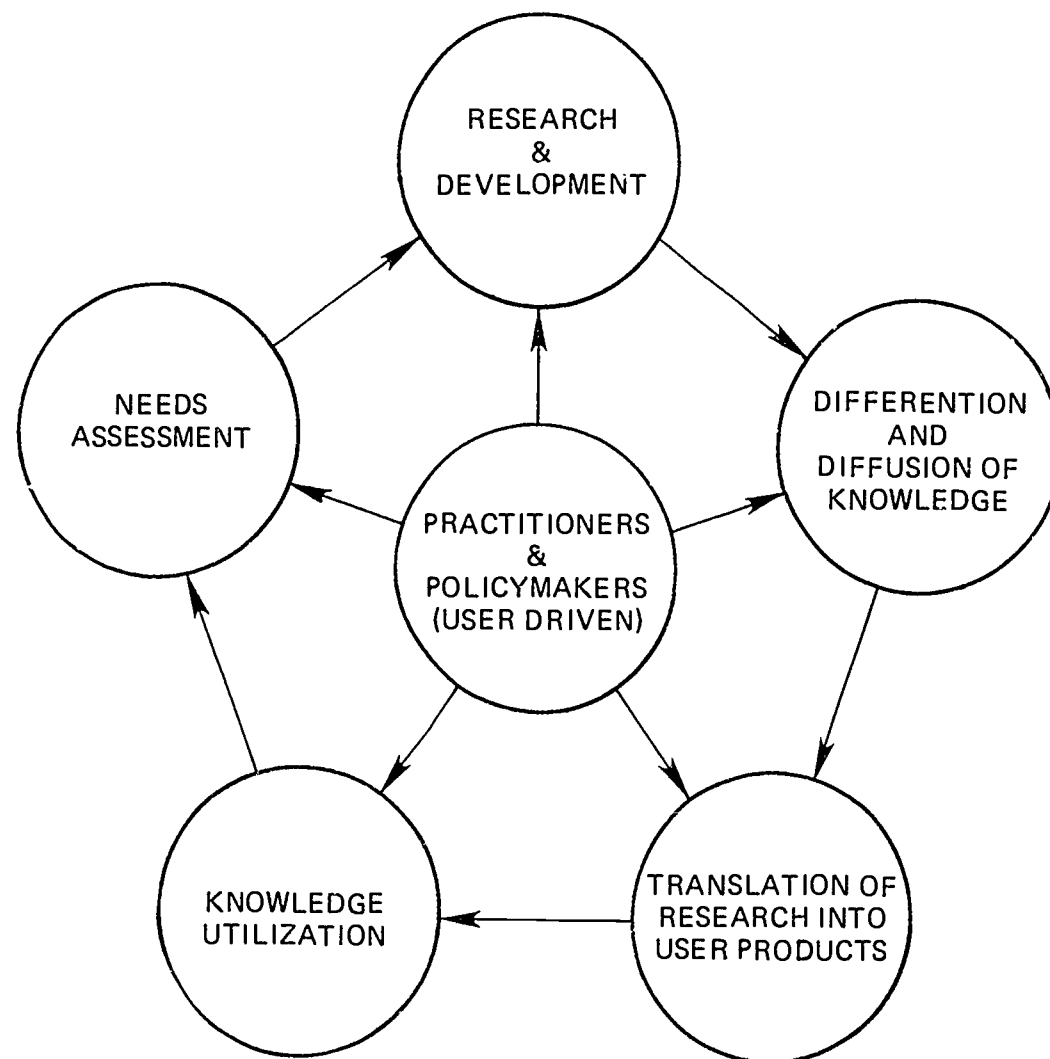 RESEARCH
&
DEVELOPMENT
NEEDS
ASSESSMENT
DIFFERENTION
AND
DIFFUSION OF
KNOWLEDGE
PRACTITIONERS
&
POLICYMAKERS
(USER DRIVEN)
KNOWLEDGE
UTILIZATION
TRANSLATION OF
RESEARCH INTO
USER PRODUCTS